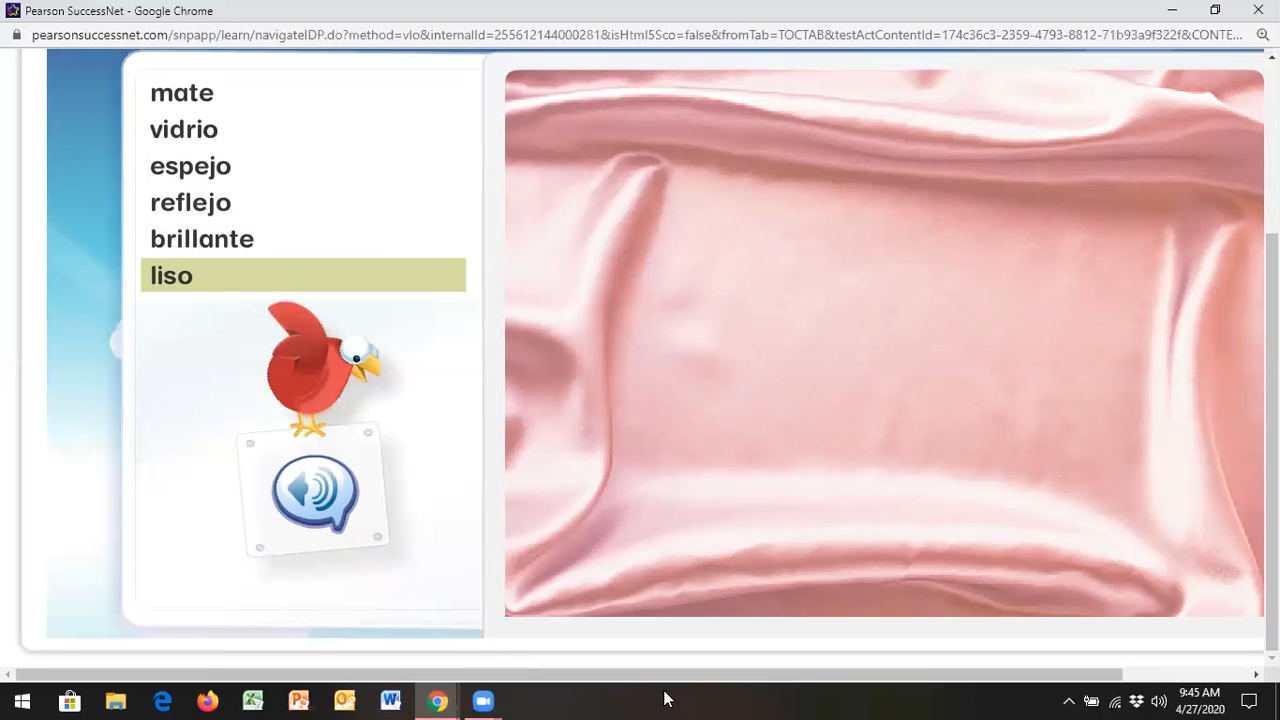 Pearson SuccessNet - Google Chrome
pearsonsuccessnet.com/snpapp/learn/navigateIDP.do?method=vlo&internalId=255612144000281&isHtml5Sco=false&fromTab=TOCTAB&testActContentId=174c36c3-2359-4793-8812-71b93a9f322f&CONTE...
mate
vidrio
espejo
reflejo
brillante
liso
9:45 AM
4/27/2020